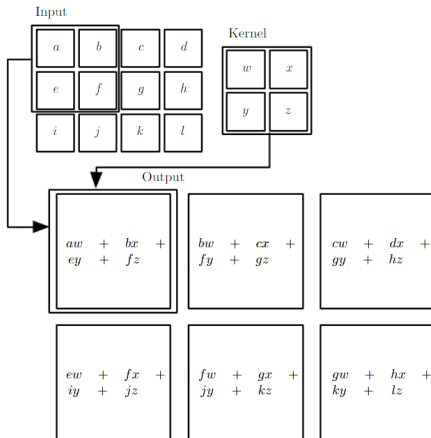 Input
a b c d
Kernel
w x
e f g h
y z
i j k l
Output
aw + bx + bw + cx + cw + dx +
ey + fz fy + gz gy + hz
ew + fx + fw + gx + gw + hx +
iy + jz jy + kz ky + lz